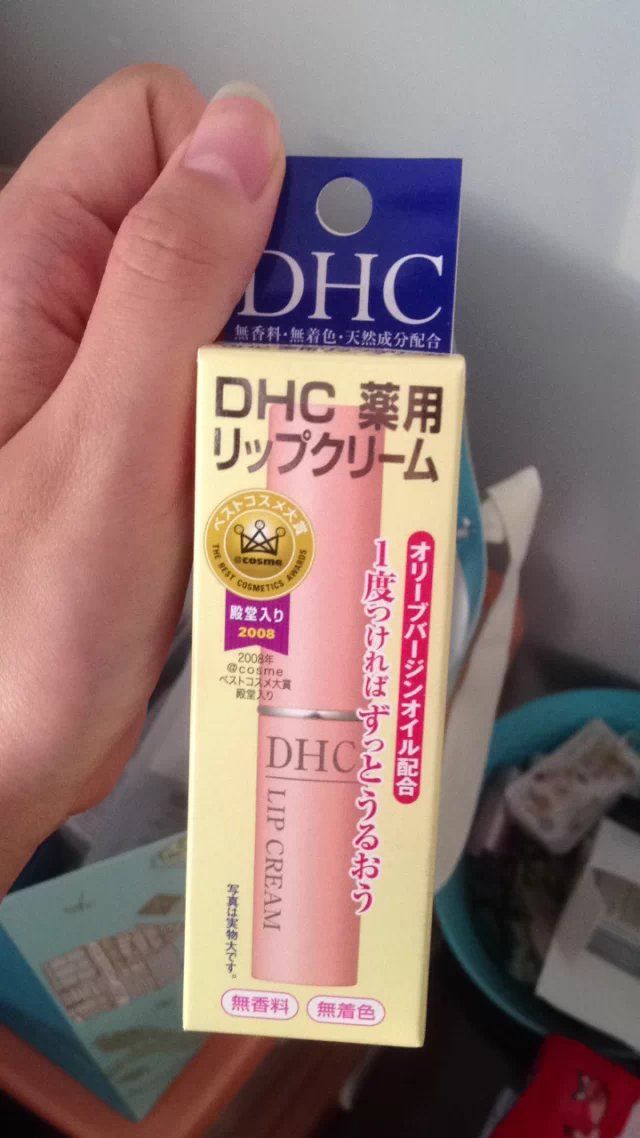 DHC
無香料・無着色・天然成分配合
DHC 薬用
リップクリーム
ベストコスメ大賞
@cosme
THE BEST COSMETICS AWARDS
殿堂入り
2008
2008年
@cosme
ベストコスメ大賞
殿堂入り
オリーブバージンオイル配合
1度つければずっとうるおう
DHC
LIP CREAM
写真は実物大です。
無香料
無着色